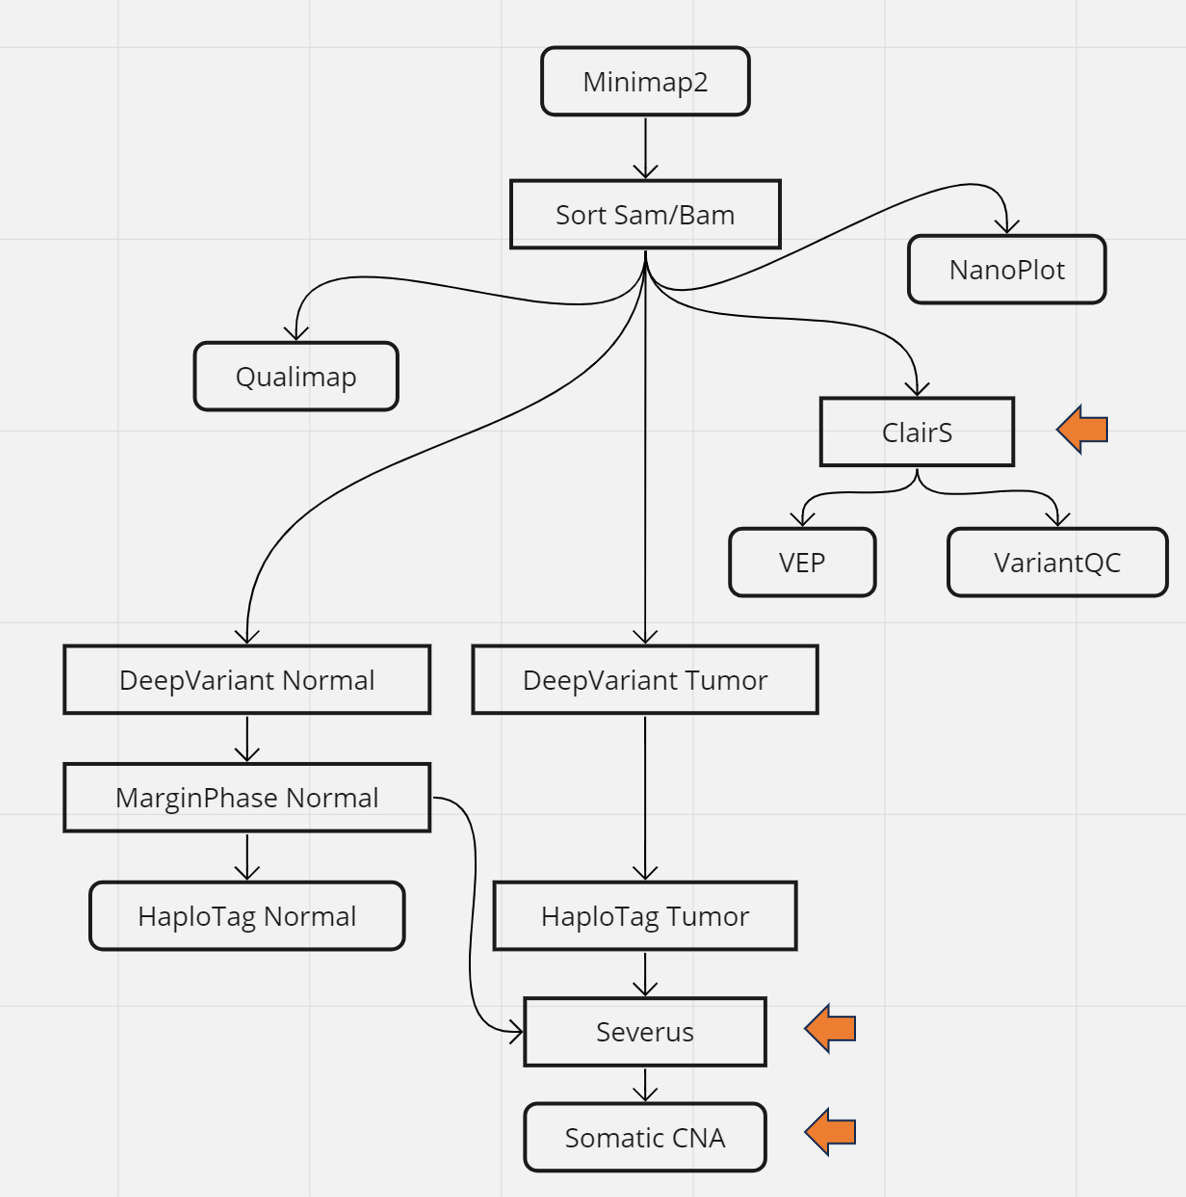 Minimap2
Sort Sam/Bam
NanoPlot
Qualimap
ClairS
VEP
VariantQC
DeepVariant Normal
DeepVariant Tumor
MarginPhase Normal
HaploTag Normal
HaploTag Tumor
Severus
Somatic CNA